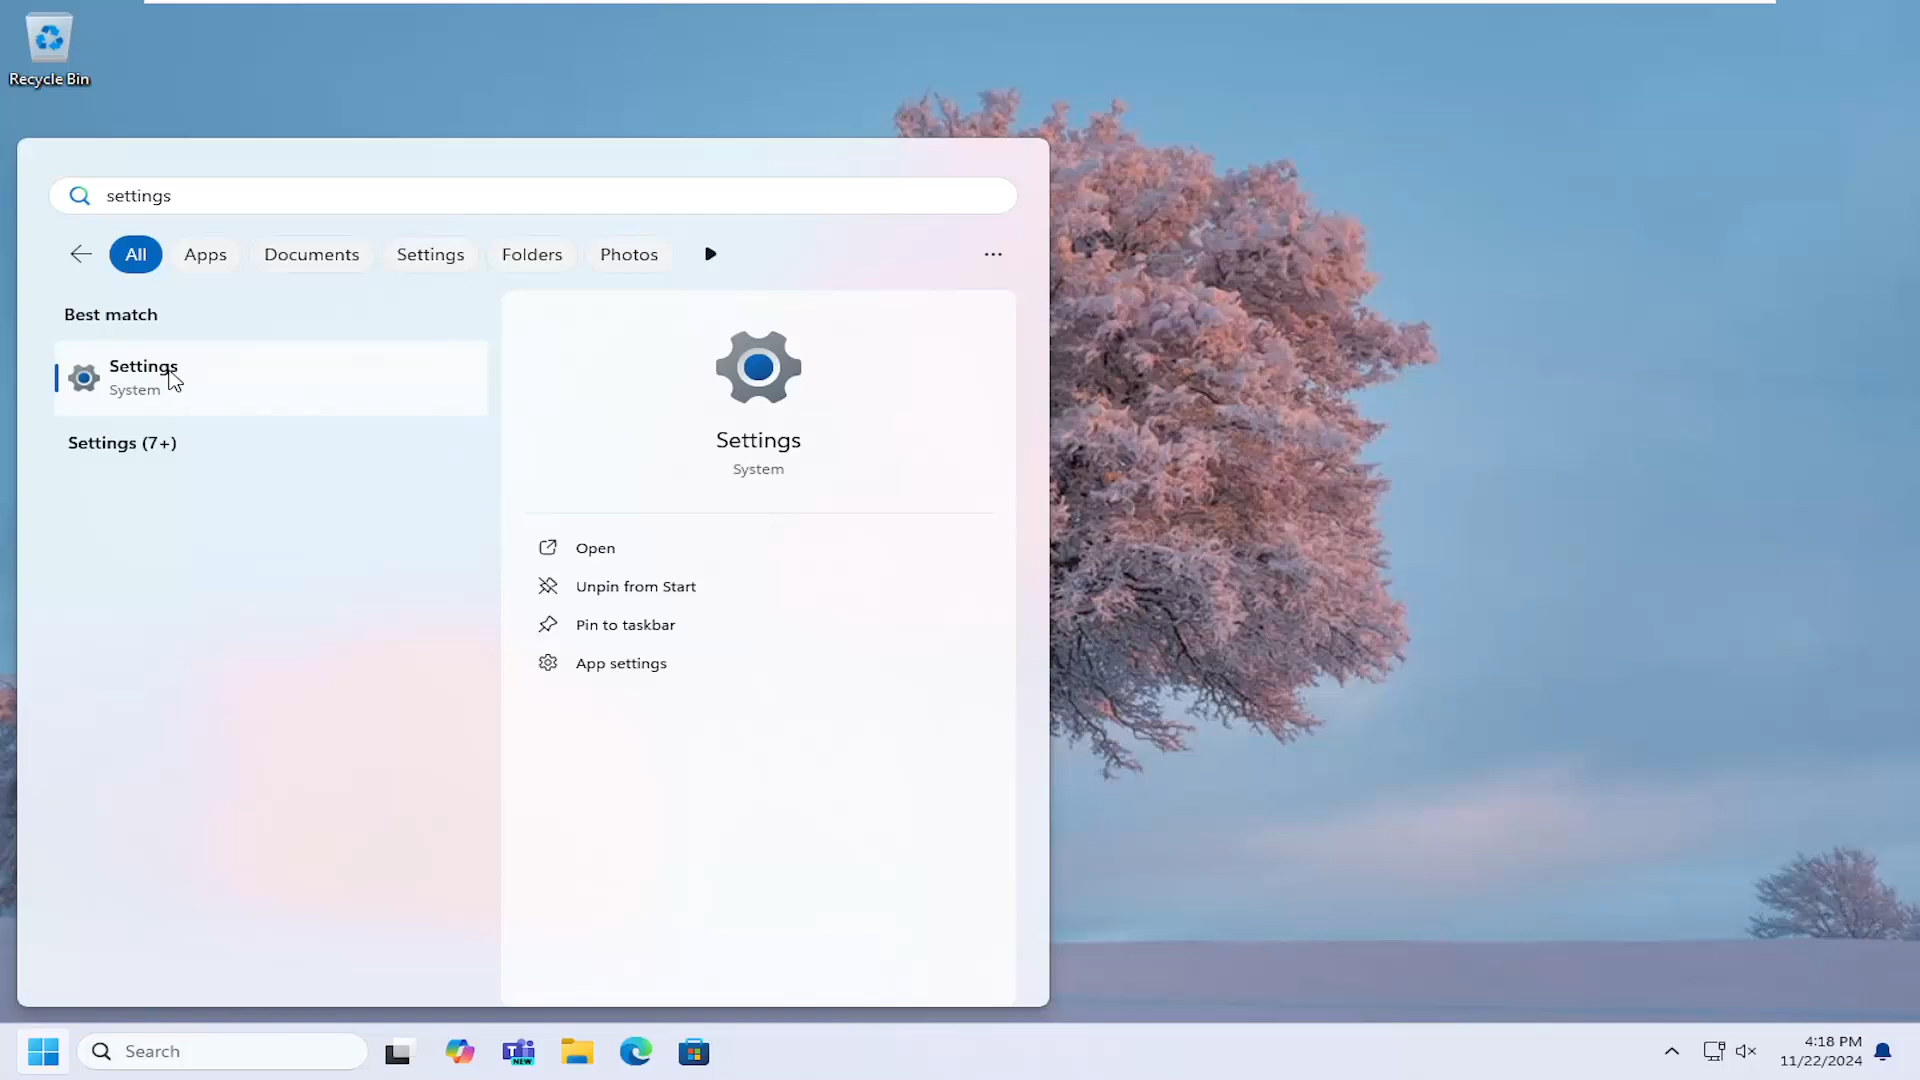 Recycle Bin
settings
All Apps Documents Settings Folders Photos
Best match
Settings
System
Settings (7+)
Settings
System
Open
Unpin from Start
Pin to taskbar
App settings
Search
NEW
4:18 PM
11/22/2024